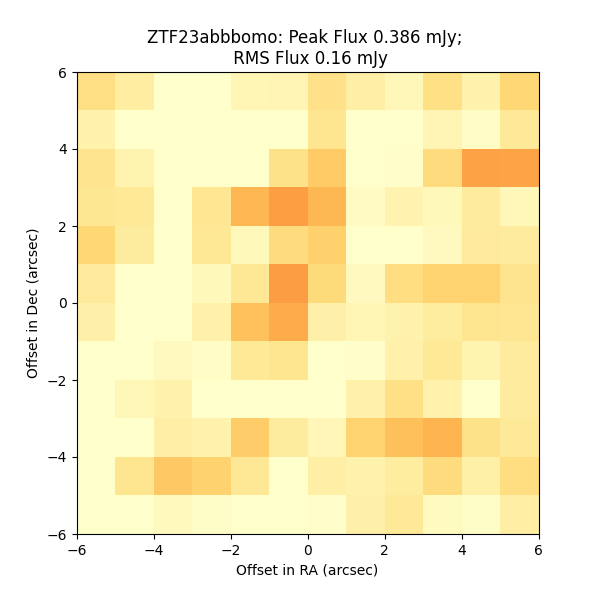 ZTF23abbbomo: Peak Flux 0.386 mJy;
RMS Flux 0.16 mJy
6
4
2
0
−2
−4
−6
Offset in Dec (arcsec)
−6 −4 −2 0 2 4 6
Offset in RA (arcsec)